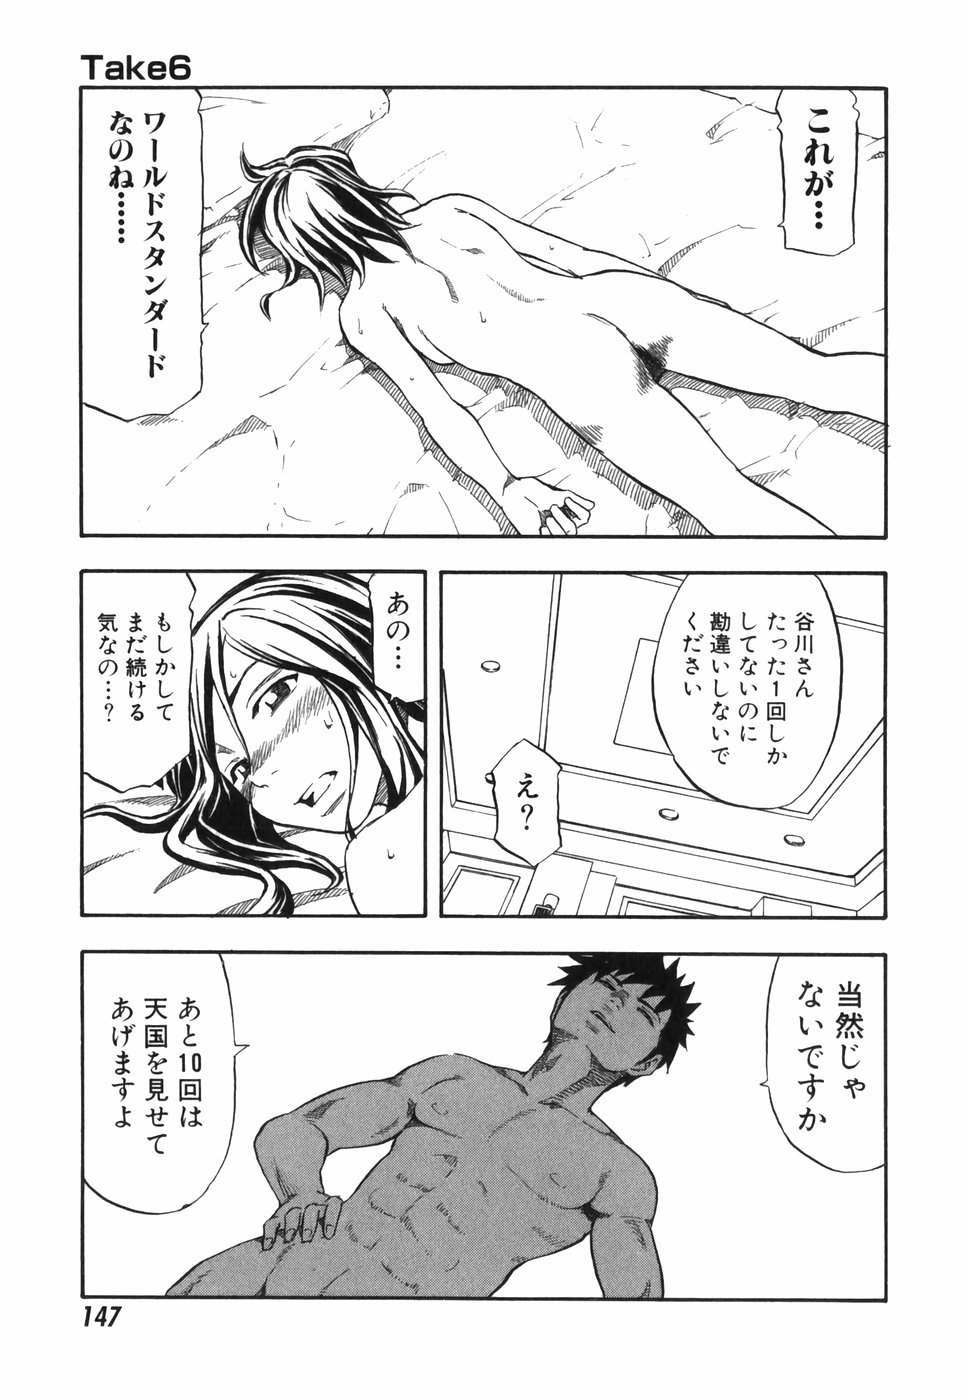 Take6
これが…
ワールドスタンダード
なのね……
谷川さん
たった1回しか
してないのに
勘違いしないで
ください
え?
あの…
もしかして
まだ続ける
気なの…?
当然じゃ
ないですか
あと10回は
天国を見せて
あげますよ
147